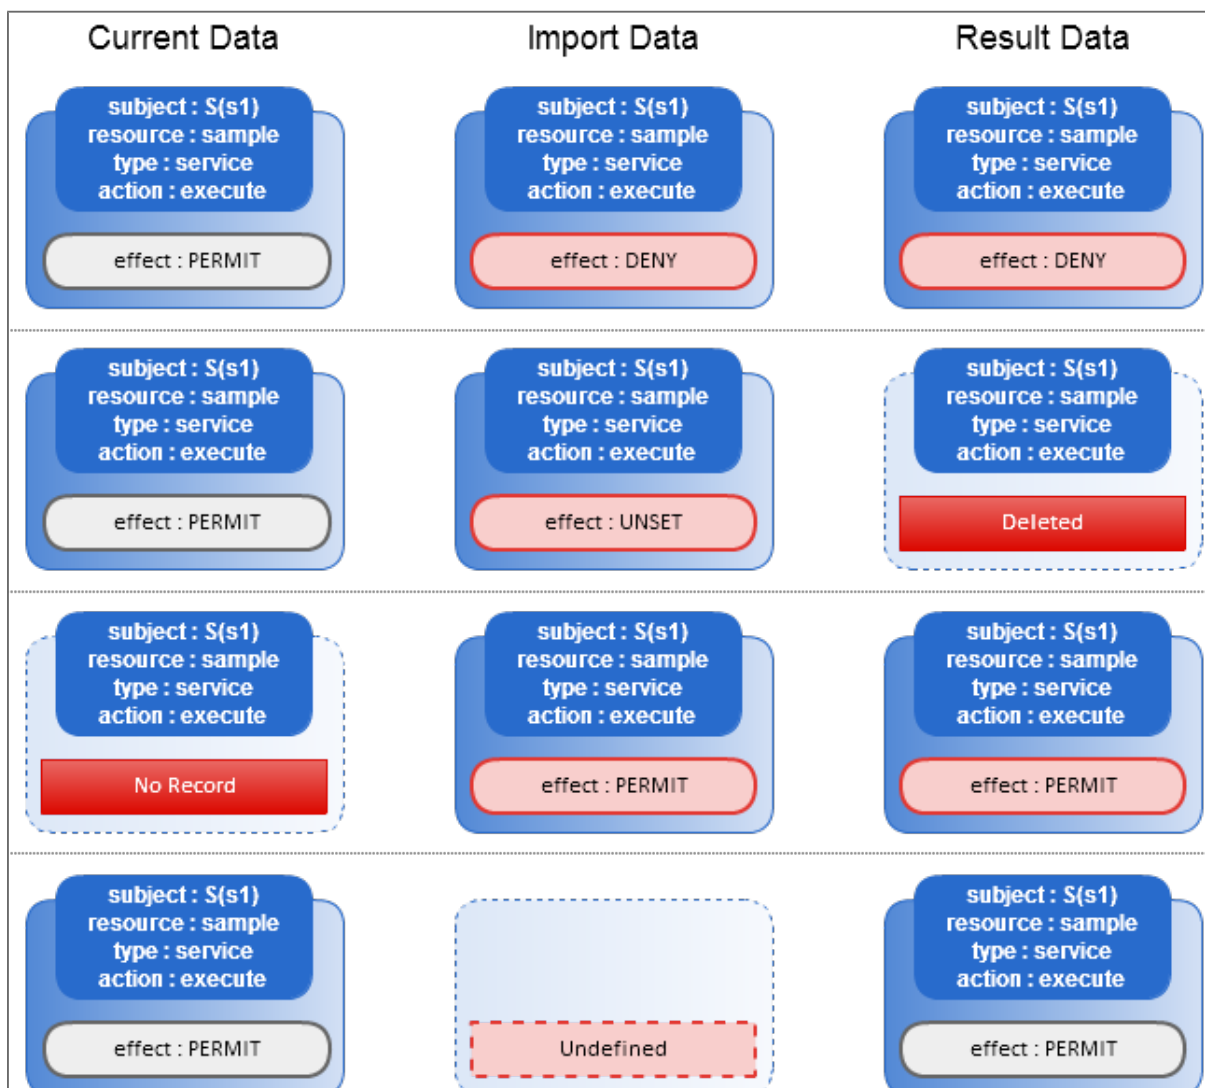 Current Data
Import Data
Result Data
subject : S(s1)
resource : sample
type : service
action : execute
effect : PERMIT
subject : S(s1)
resource : sample
type : service
action : execute
effect : DENY
subject : S(s1)
resource : sample
type : service
action : execute
effect : DENY
subject : S(s1)
resource : sample
type : service
action : execute
effect : PERMIT
subject : S(s1)
resource : sample
type : service
action : execute
effect : UNSET
subject : S(s1)
resource : sample
type : service
action : execute
Deleted
subject : S(s1)
resource : sample
type : service
action : execute
No Record
subject : S(s1)
resource : sample
type : service
action : execute
effect : PERMIT
subject : S(s1)
resource : sample
type : service
action : execute
effect : PERMIT
subject : S(s1)
resource : sample
type : service
action : execute
effect : PERMIT
Undefined
subject : S(s1)
resource : sample
type : service
action : execute
effect : PERMIT